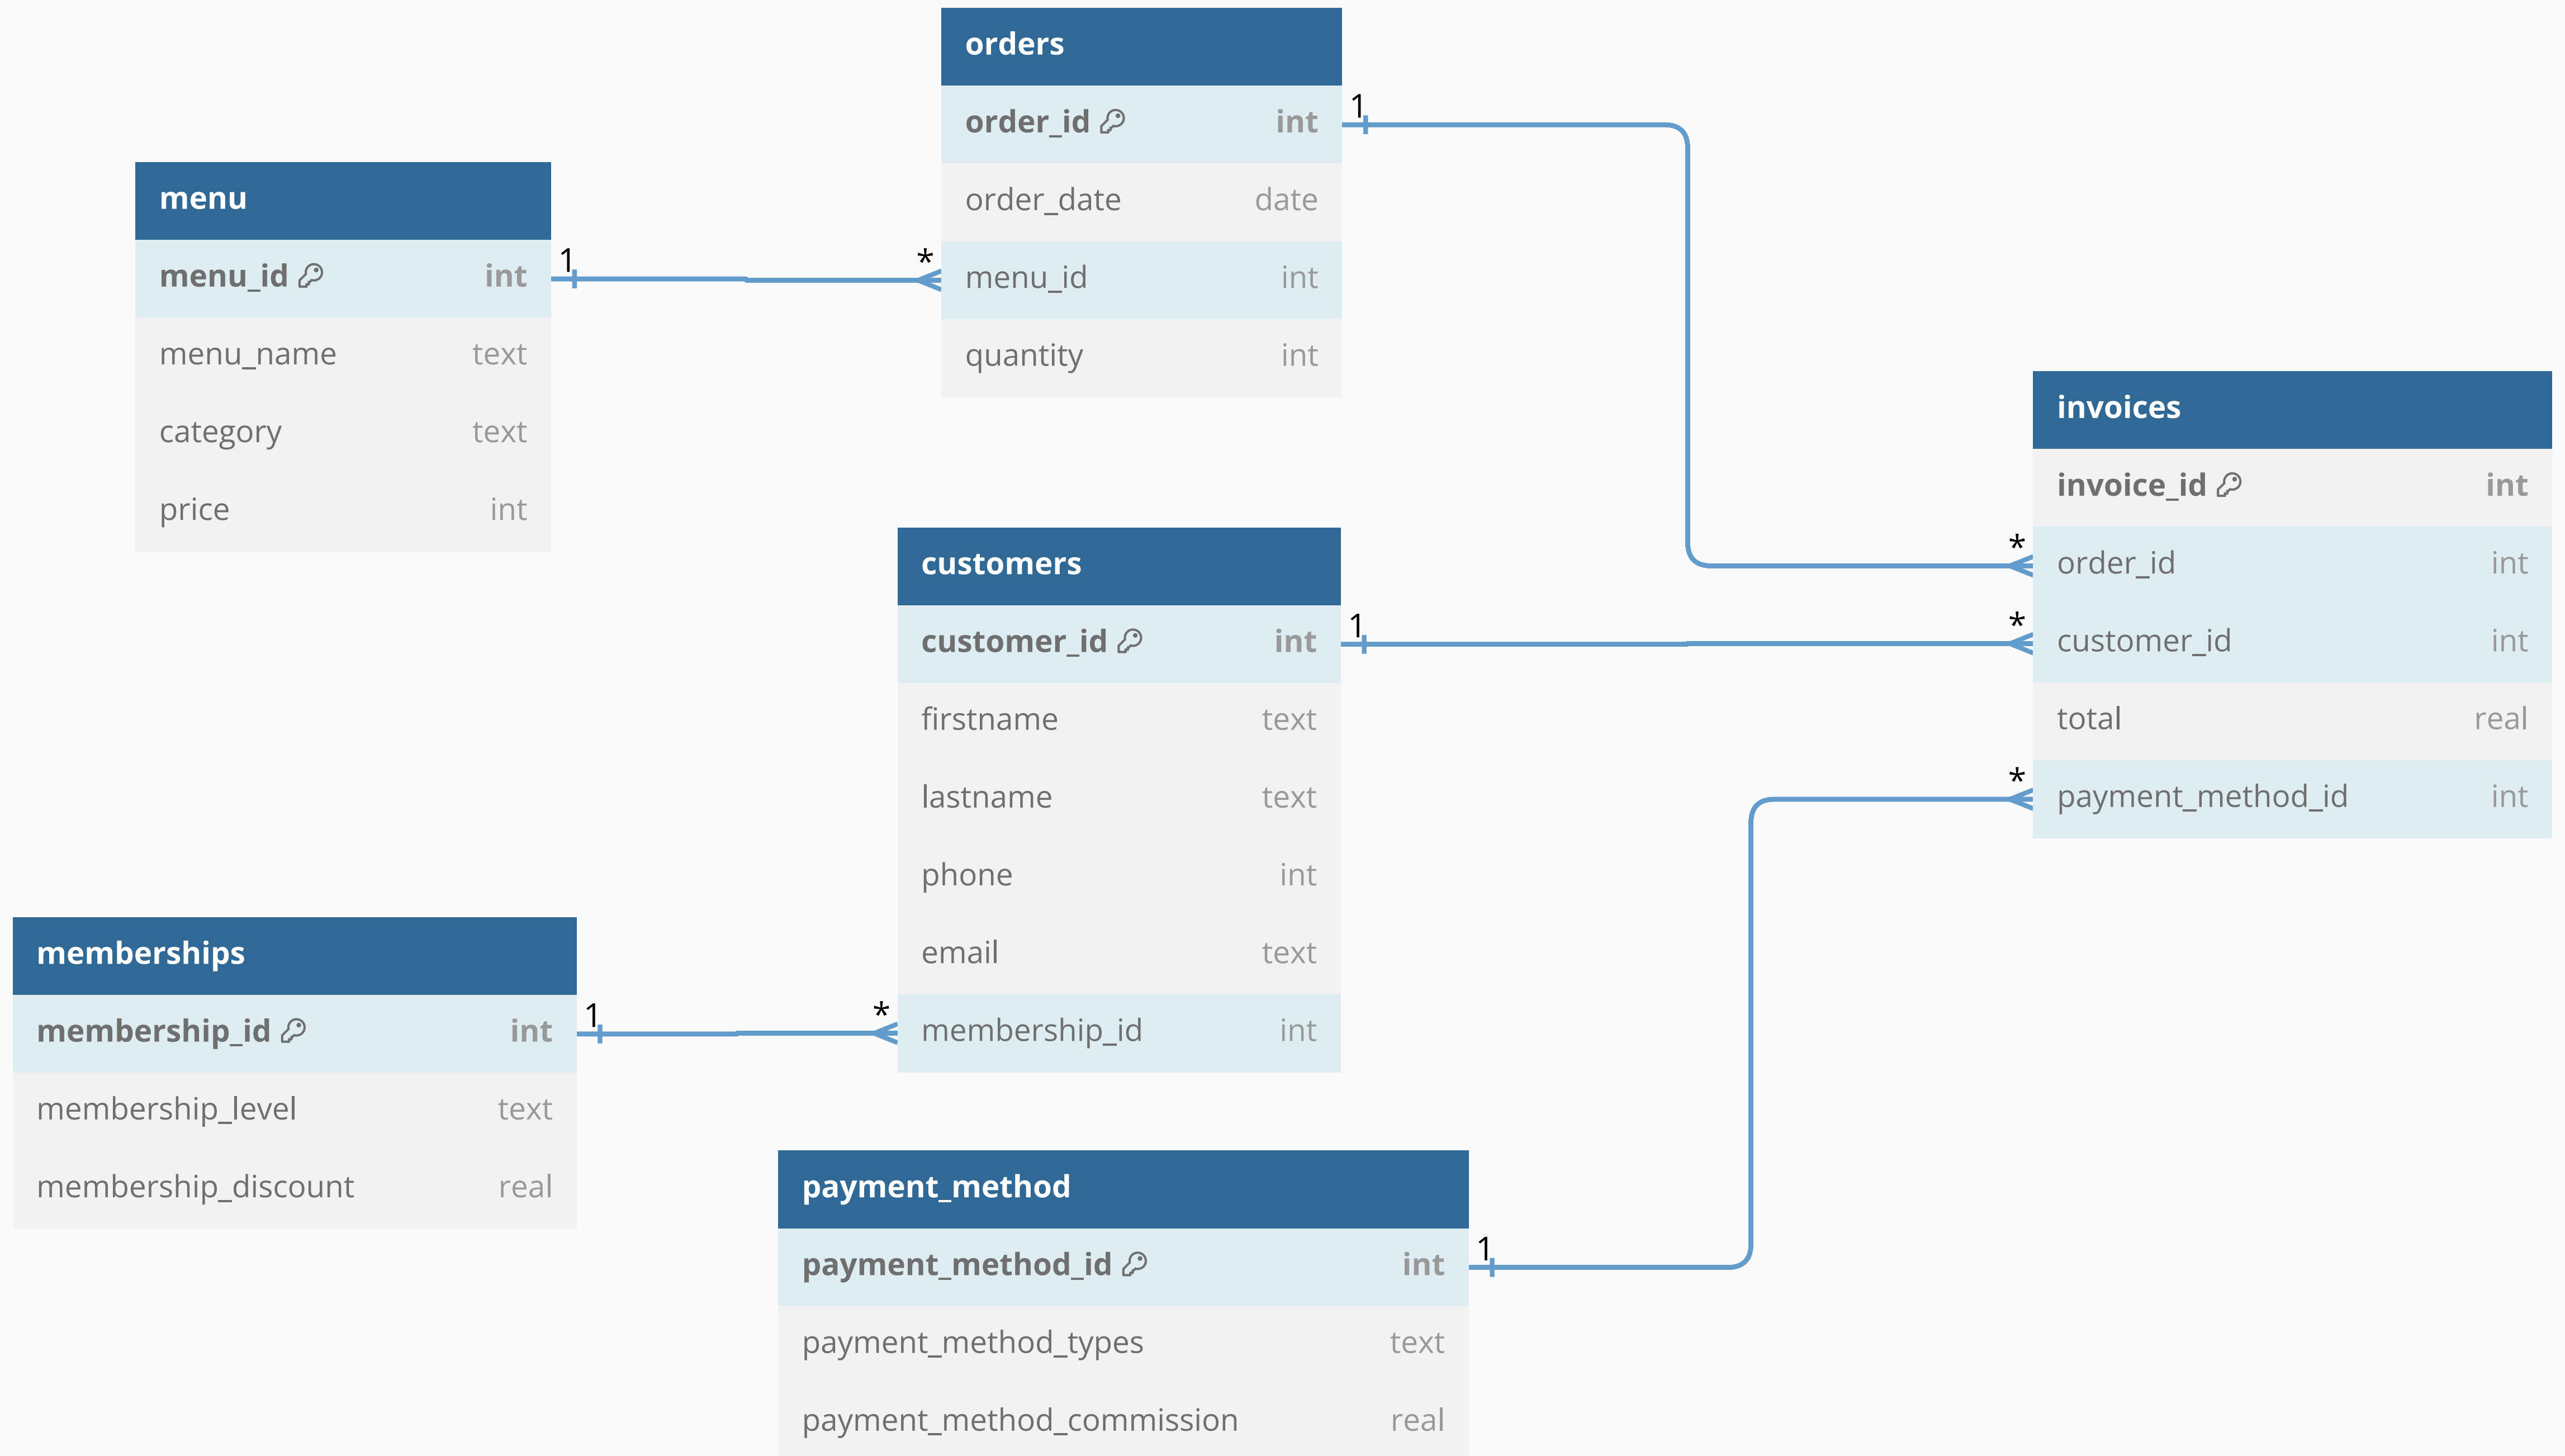 orders
order_id int
order_date date
menu_id int
quantity int
1
menu
menu_id int
menu_name text
category text
price int
1
*
customers
customer_id int
firstname text
lastname text
phone int
email text
membership_id int
1
invoices
invoice_id int
order_id int
customer_id int
total real
payment_method_id int
*
*
*
memberships
membership_id int
membership_level text
membership_discount real
1
*
payment_method
payment_method_id int
payment_method_types text
payment_method_commission real
1